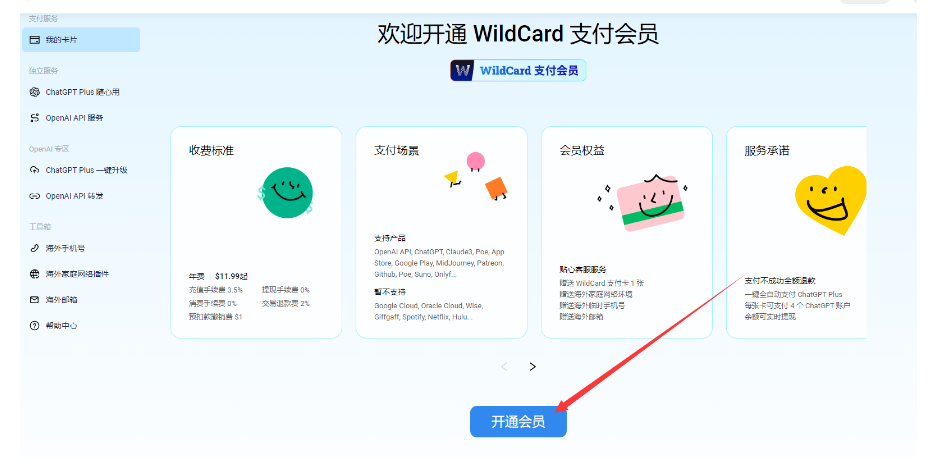 支付服务
我的卡片
独立服务
ChatGPT Plus 随心用
OpenAI API 服务
OpenAI 专区
ChatGPT Plus 一键升级
OpenAI API 转发
工具箱
海外手机号
海外家庭网络插件
海外邮箱
帮助中心
欢迎开通 WildCard 支付会员
WildCard 支付会员
收费标准
年费 $11.99起
充值手续费 3.5% 提现手续费 0%
消费手续费 0% 交易退款费 2%
预扣款撤销费 $1
支付场景
支持产品
OpenAI API, ChatGPT, Claude3, Poe, App
Store, Google Play, MidJourney, Patreon,
Github, Poe, Suno, Onlyf...
暂不支持
Google Cloud, Oracle Cloud, Wise,
Giffgaff, Spotify, Netflix, Hulu...
会员权益
贴心客服服务
赠送 WildCard 支付卡 1 张
赠送海外家庭网络环境
赠送海外临时手机号
赠送海外邮箱
服务承诺
支付不成功全额退款
一键全自动支付 ChatGPT Plus
每张卡可支付 4 个 ChatGPT 账户
余额可实时提现
开通会员